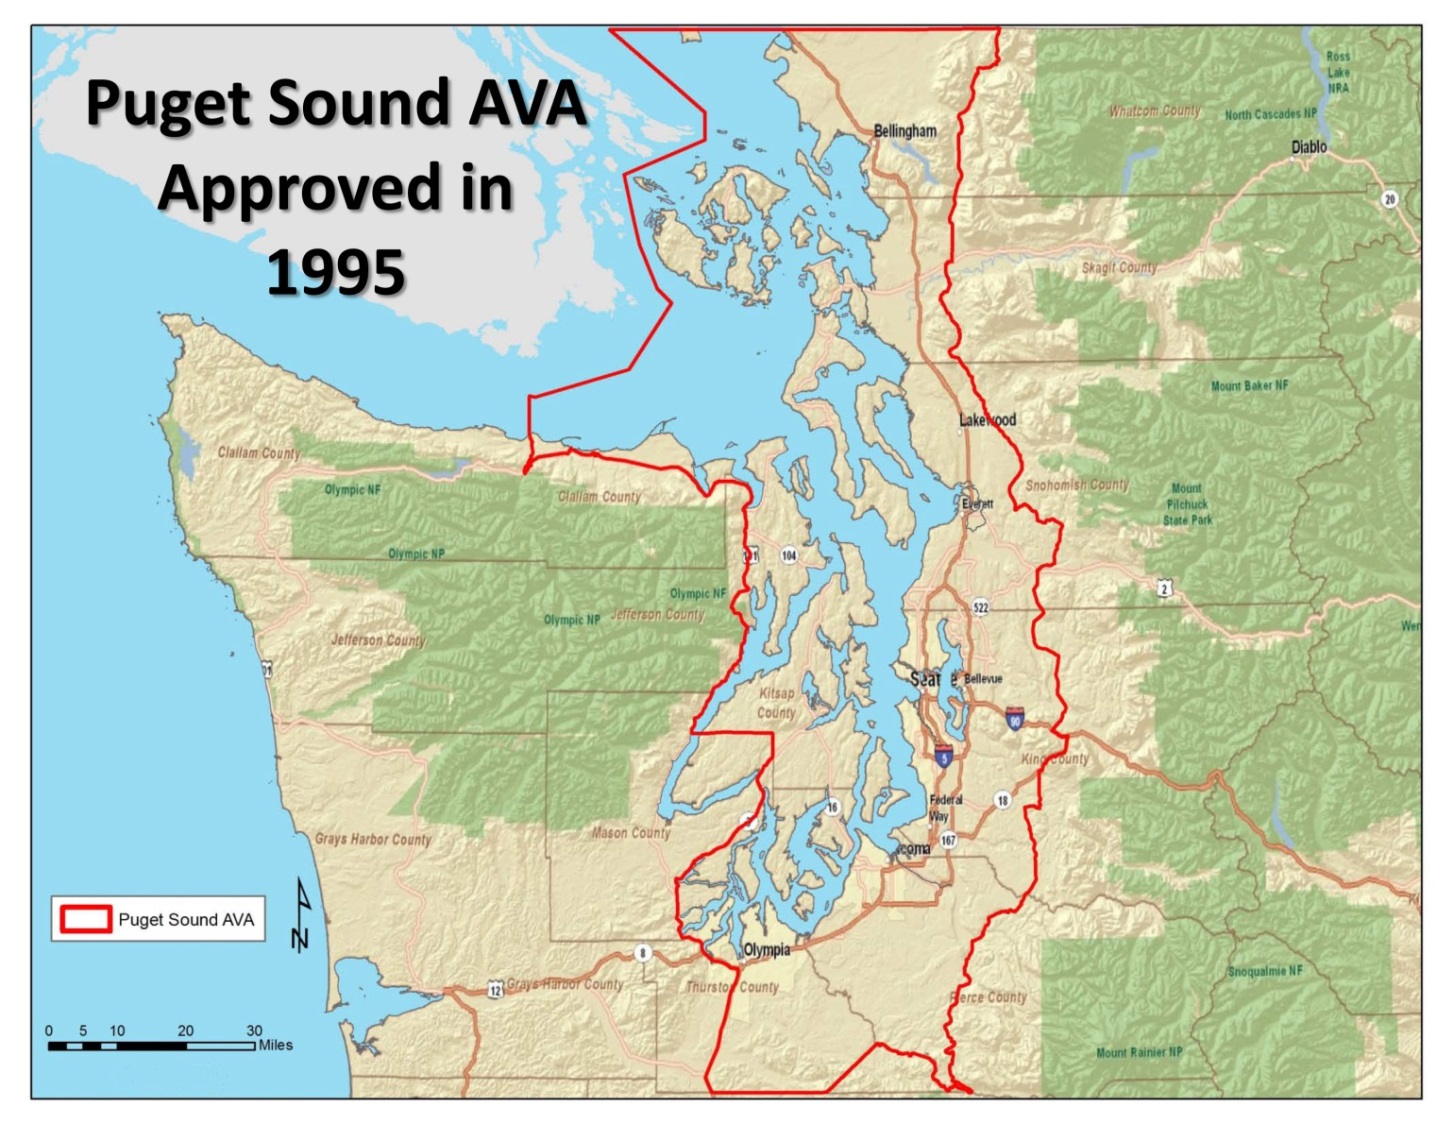 Puget Sound AVA
Approved in
1995
Ross
Lake
NRA
Whatcom County
North Cascades NP
Bellingham
Diablo
20
Skagit County
Mount Baker NF
Lakewood
Clallam County
Olympic NF
Clallam County
Snohomish County
Mount
Pilchuck
State Park
Everett
Olympic NP
101
104
2
Olympic NF
522
Olympic NP
Jefferson County
Jefferson County
Wen
101
Seattle
Bellevue
Kitsap
County
90
5
King County
Federal
Way
18
16
3
Mason County
Grays Harbor County
167
coma
Puget Sound AVA
N
8
Olympia
12
Grays Harbor County
Thurston County
Pierce County
Snoqualmie NF
Mount Rainier NP
0 5 10 20 30
Miles